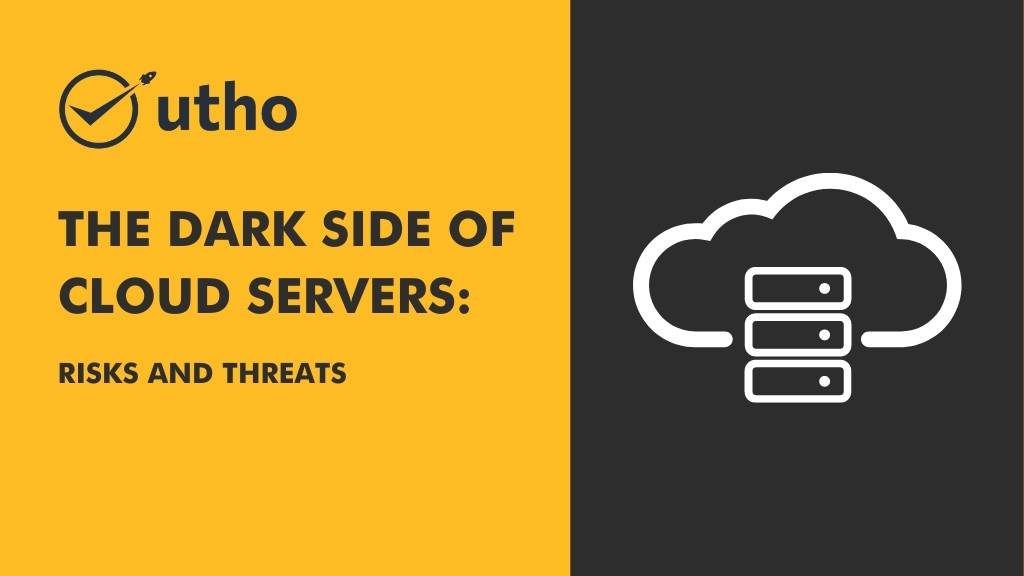 utho
THE DARK SIDE OF
CLOUD SERVERS:
RISKS AND THREATS